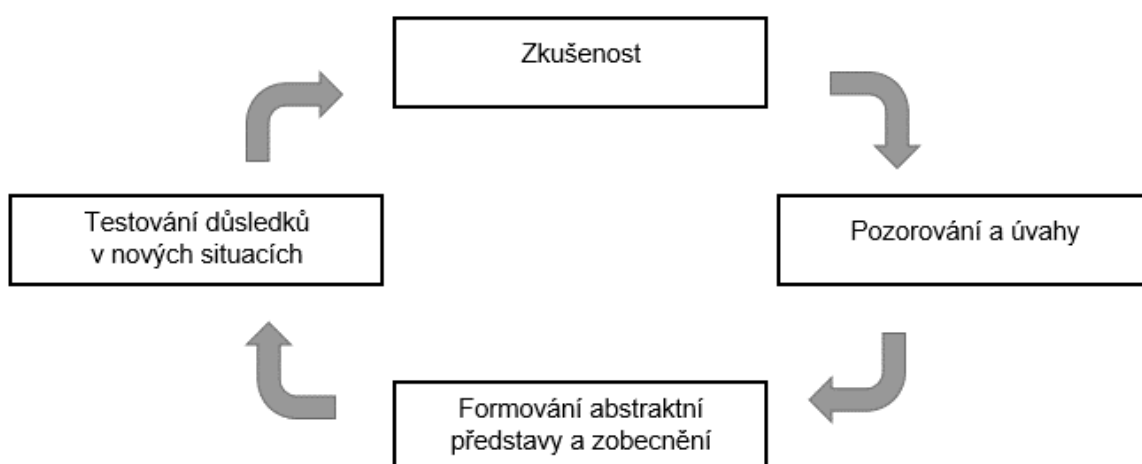 Zkušenost
Testování důsledků
v nových situacích
Pozorování a úvahy
Formování abstraktní
představy a zobecnění